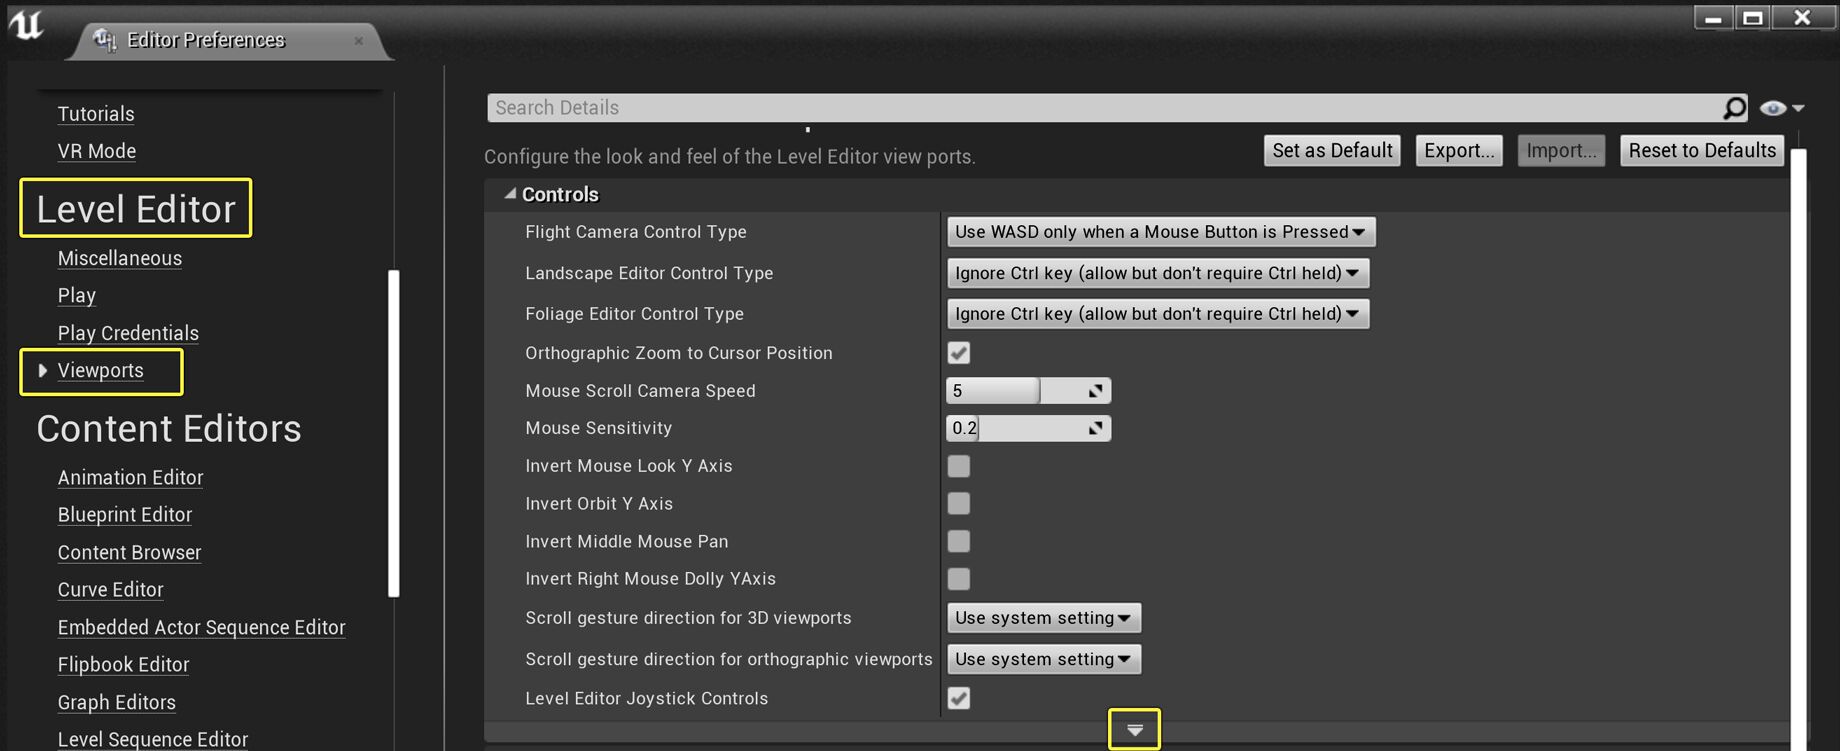 Editor Preferences
Tutorials
VR Mode
Level Editor
Miscellaneous
Play
Play Credentials
Viewports
Content Editors
Animation Editor
Blueprint Editor
Content Browser
Curve Editor
Embedded Actor Sequence Editor
Flipbook Editor
Graph Editors
Level Sequence Editor
Search Details
Configure the look and feel of the Level Editor view ports.
Set as Default Export... Import... Reset to Defaults
Controls
Flight Camera Control Type Use WASD only when a Mouse Button is Pressed
Landscape Editor Control Type Ignore Ctrl key (allow but don't require Ctrl held)
Foliage Editor Control Type Ignore Ctrl key (allow but don't require Ctrl held)
Orthographic Zoom to Cursor Position
Mouse Scroll Camera Speed 5
Mouse Sensitivity 0.2
Invert Mouse Look Y Axis
Invert Orbit Y Axis
Invert Middle Mouse Pan
Invert Right Mouse Dolly YAxis
Scroll gesture direction for 3D viewports Use system setting
Scroll gesture direction for orthographic viewports Use system setting
Level Editor Joystick Controls